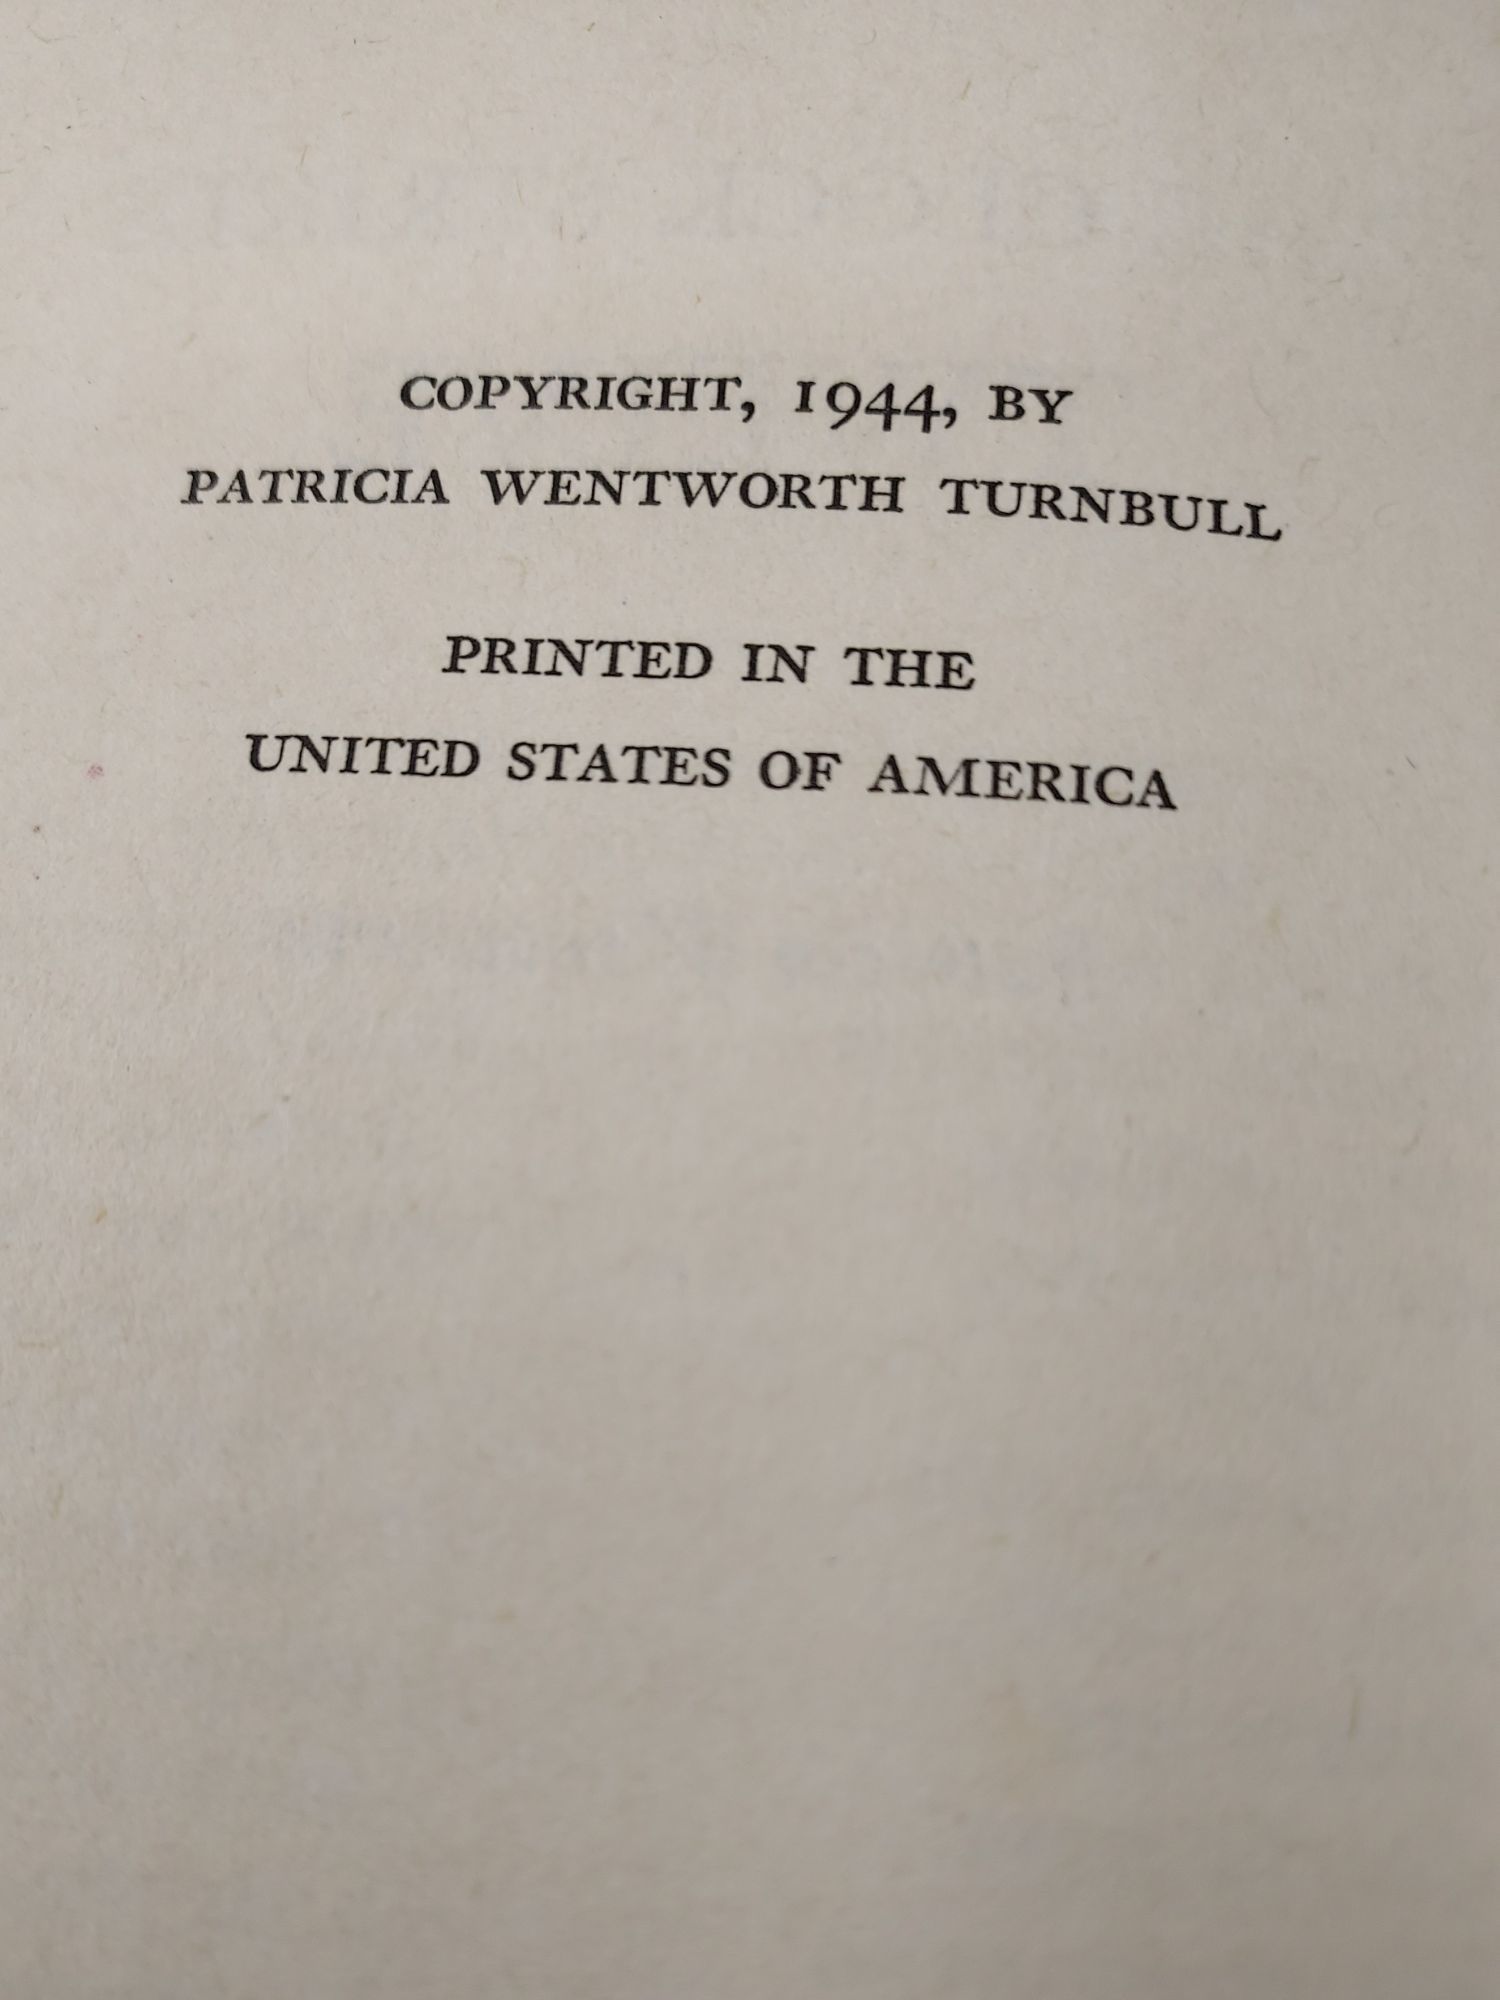 COPYRIGHT, 1944, BY
PATRICIA WENTWORTH TURNBULL
PRINTED IN THE
UNITED STATES OF AMERICA